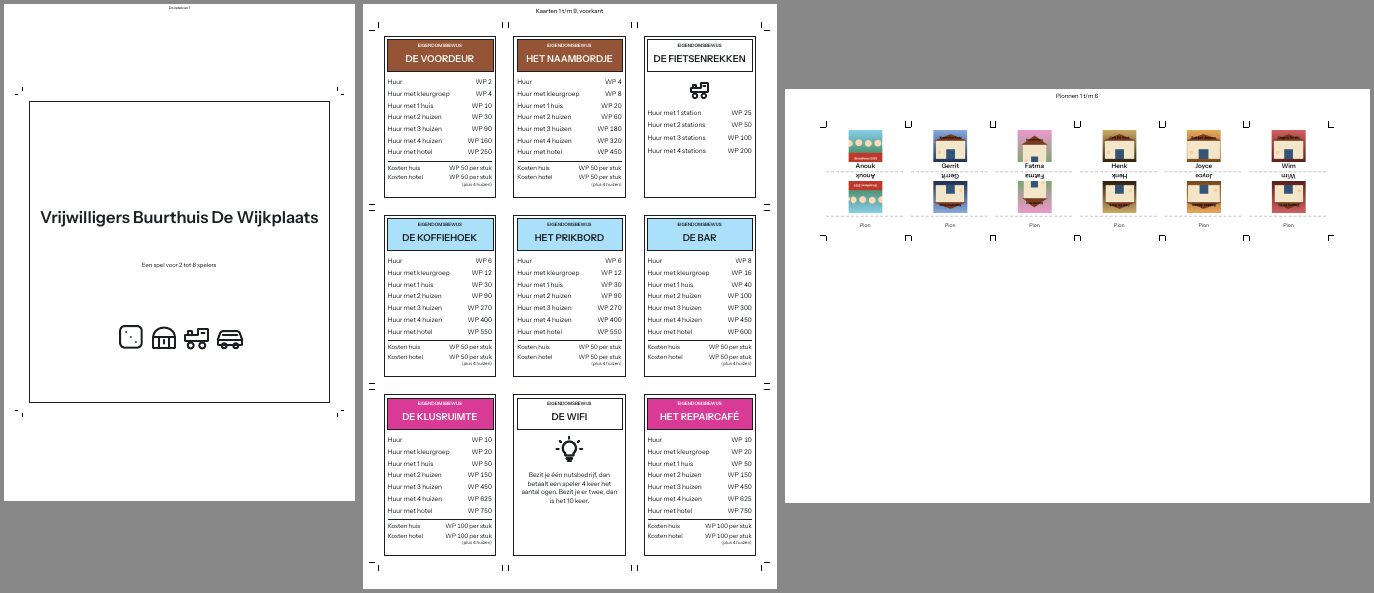 De verkiezer?
Vrijwilligers Buurthuis De Wijkplaats
Een spel voor 2 tot 8 spelers
Kaarten 1 t/m 9, voorkant
EIGENDOMSBEWIJS
DE VOORDEUR
Huur WP 2
Huur met kleurgroep WP 4
Huur met 1 huis WP 10
Huur met 2 huizen WP 30
Huur met 3 huizen WP 90
Huur met 4 huizen WP 160
Huur met hotel WP 250
Kosten huis WP 50 per stuk
Kosten hotel WP 50 per stuk
(plus 4 huizen)
EIGENDOMSBEWIJS
HET NAAMBORDJE
Huur WP 4
Huur met kleurgroep WP 8
Huur met 1 huis WP 20
Huur met 2 huizen WP 60
Huur met 3 huizen WP 180
Huur met 4 huizen WP 320
Huur met hotel WP 450
Kosten huis WP 50 per stuk
Kosten hotel WP 50 per stuk
(plus 4 huizen)
EIGENDOMSBEWIJS
DE FIETSENREKKEN
Huur met 1 station WP 25
Huur met 2 stations WP 50
Huur met 3 stations WP 100
Huur met 4 stations WP 200
EIGENDOMSBEWIJS
DE KOFFIEHOEK
Huur WP 6
Huur met kleurgroep WP 12
Huur met 1 huis WP 30
Huur met 2 huizen WP 90
Huur met 3 huizen WP 270
Huur met 4 huizen WP 400
Huur met hotel WP 550
Kosten huis WP 50 per stuk
Kosten hotel WP 50 per stuk
(plus 4 huizen)
EIGENDOMSBEWIJS
HET PRIKBORD
Huur WP 6
Huur met kleurgroep WP 12
Huur met 1 huis WP 30
Huur met 2 huizen WP 90
Huur met 3 huizen WP 270
Huur met 4 huizen WP 400
Huur met hotel WP 550
Kosten huis WP 50 per stuk
Kosten hotel WP 50 per stuk
(plus 4 huizen)
EIGENDOMSBEWIJS
DE BAR
Huur WP 8
Huur met kleurgroep WP 16
Huur met 1 huis WP 40
Huur met 2 huizen WP 100
Huur met 3 huizen WP 300
Huur met 4 huizen WP 450
Huur met hotel WP 600
Kosten huis WP 50 per stuk
Kosten hotel WP 50 per stuk
(plus 4 huizen)
EIGENDOMSBEWIJS
DE KLUSRUIMTE
Huur WP 10
Huur met kleurgroep WP 20
Huur met 1 huis WP 50
Huur met 2 huizen WP 150
Huur met 3 huizen WP 450
Huur met 4 huizen WP 625
Huur met hotel WP 750
Kosten huis WP 100 per stuk
Kosten hotel WP 100 per stuk
(plus 4 huizen)
EIGENDOMSBEWIJS
DE WIFI
Bezit je één nutsbedrijf, dan
betaalt een speler 4 keer het
aantal ogen. Bezit je er twee, dan
is het 10 keer.
EIGENDOMSBEWIJS
HET REPAIRCAFÉ
Huur WP 10
Huur met kleurgroep WP 20
Huur met 1 huis WP 50
Huur met 2 huizen WP 150
Huur met 3 huizen WP 450
Huur met 4 huizen WP 625
Huur met hotel WP 750
Kosten huis WP 100 per stuk
Kosten hotel WP 100 per stuk
(plus 4 huizen)
Pionnen 1 t/m 6
Anouk Gerrit Fatma Henk Joyce Wim
Anouk Gerrit Fatma Henk Joyce Wim
Pion Pion Pion Pion Pion Pion